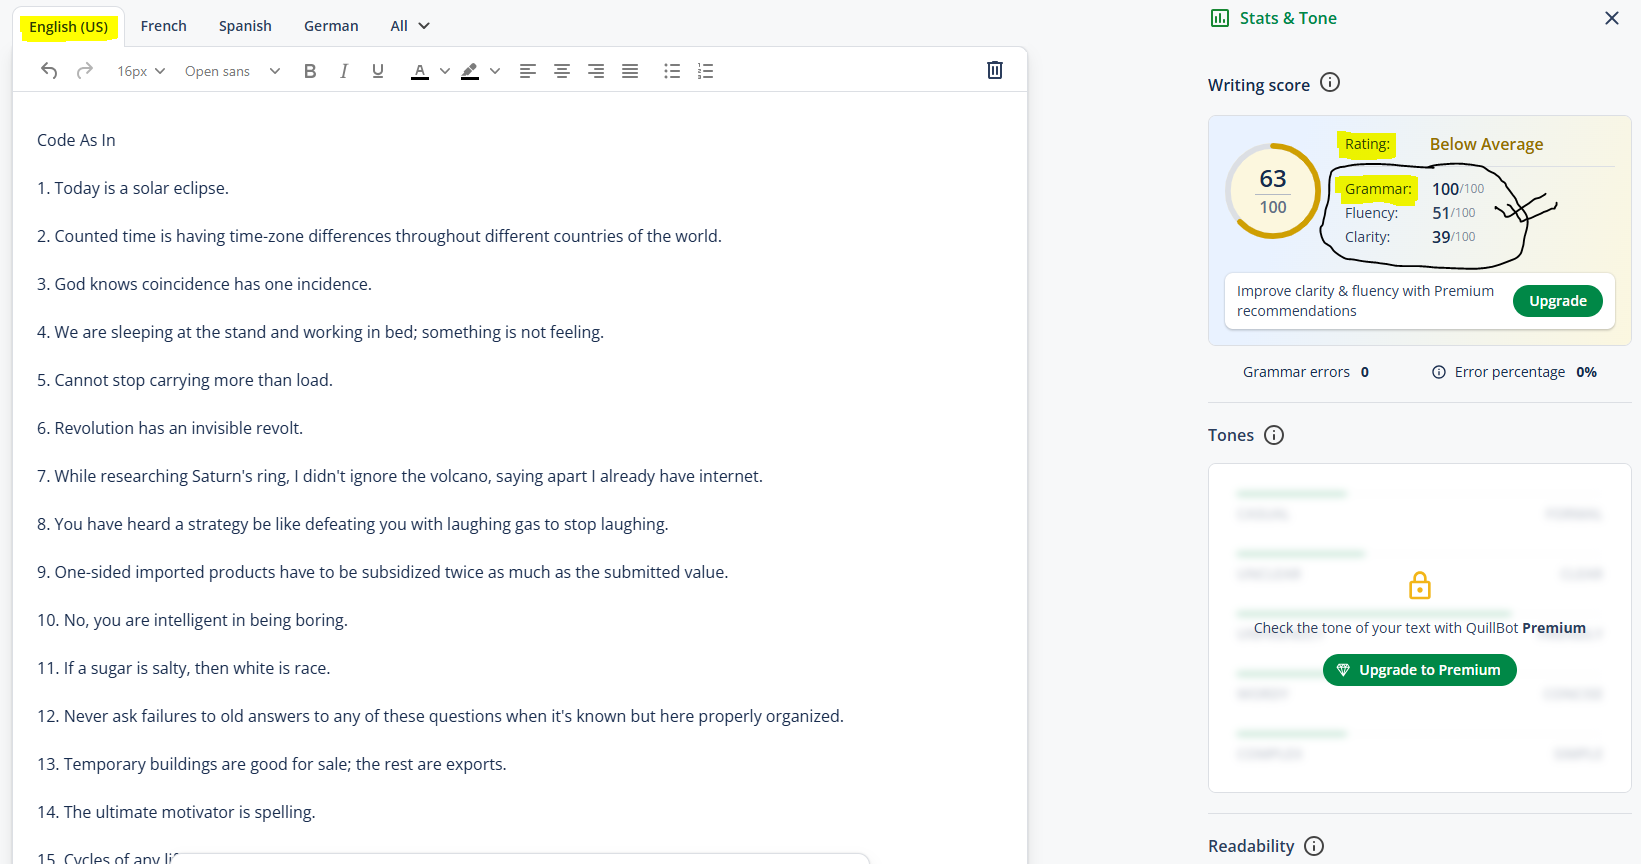 English (US) French Spanish German All
16px Open sans B I U A
Code As In
1. Today is a solar eclipse.
2. Counted time is having time-zone differences throughout different countries of the world.
3. God knows coincidence has one incidence.
4. We are sleeping at the stand and working in bed; something is not feeling.
5. Cannot stop carrying more than load.
6. Revolution has an invisible revolt.
7. While researching Saturn's ring, I didn't ignore the volcano, saying apart I already have internet.
8. You have heard a strategy be like defeating you with laughing gas to stop laughing.
9. One-sided imported products have to be subsidized twice as much as the submitted value.
10. No, you are intelligent in being boring.
11. If a sugar is salty, then white is race.
12. Never ask failures to old answers to any of these questions when it's known but here properly organized.
13. Temporary buildings are good for sale; the rest are exports.
14. The ultimate motivator is spelling.
15. Cycles of any
Stats & Tone
Writing score
63
100
Rating: Below Average
Grammar: 100/100
Fluency: 51/100
Clarity: 39/100
Improve clarity & fluency with Premium
recommendations
Upgrade
Grammar errors 0 Error percentage 0%
Tones
Check the tone of your text with QuillBot Premium
Upgrade to Premium
Readability